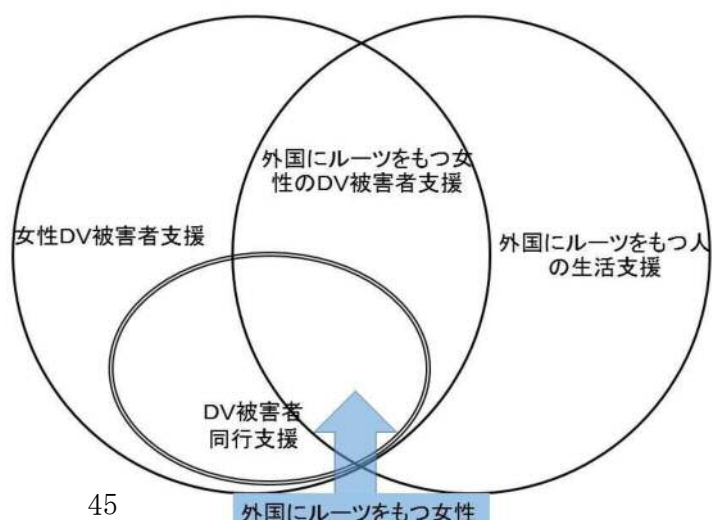 外国にルーツをもつ女
性のDV被害者支援
女性DV被害者支援
外国にルーツをもつ人
の生活支援
DV被害者
同行支援
45
外国にルーツをもつ女性